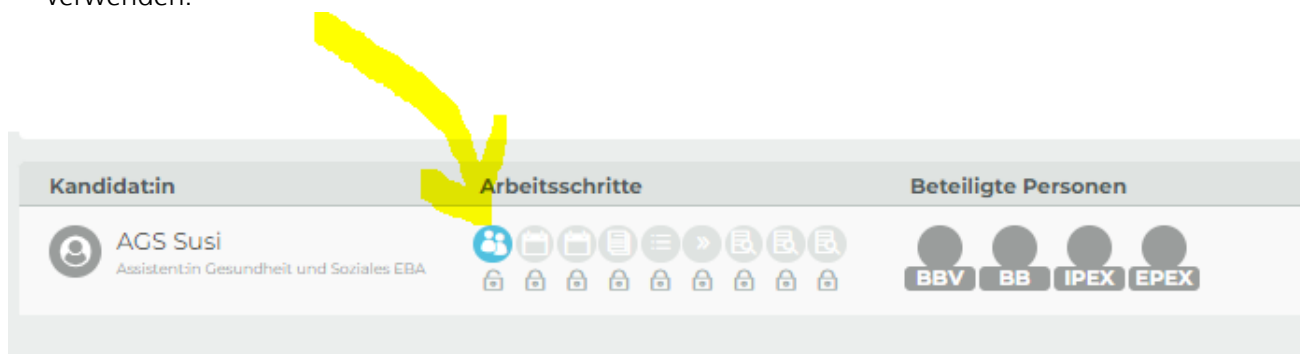 verwenden.
Kandidat:in Arbeitsschritte Beteiligte Personen
AGS Susi
Assistent:in Gesundheit und Soziales EBA
BBV BB IPEX EPEX